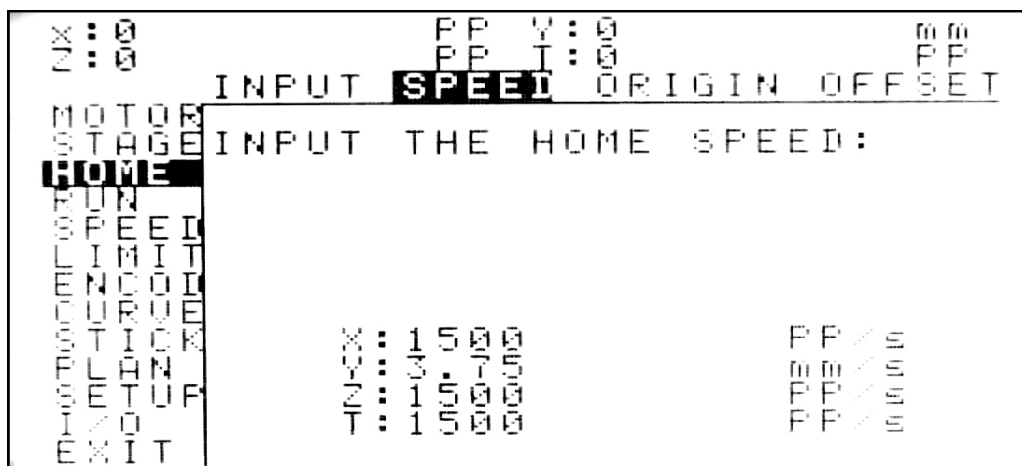 X:0 PP Y:0 mm
Z:0 PP T:0 PP
INPUT SPEED ORIGIN OFFSET
MOTOR
STAGE
INPUT THE HOME SPEED:
HOME
RUN
SPEED
LIMIT
ENCOD
CURVE
STICK
PLAN
SETUP
I/O
EXIT
X:1500 PP/s
Y:3.75 mm/s
Z:1500 PP/s
T:1500 PP/s